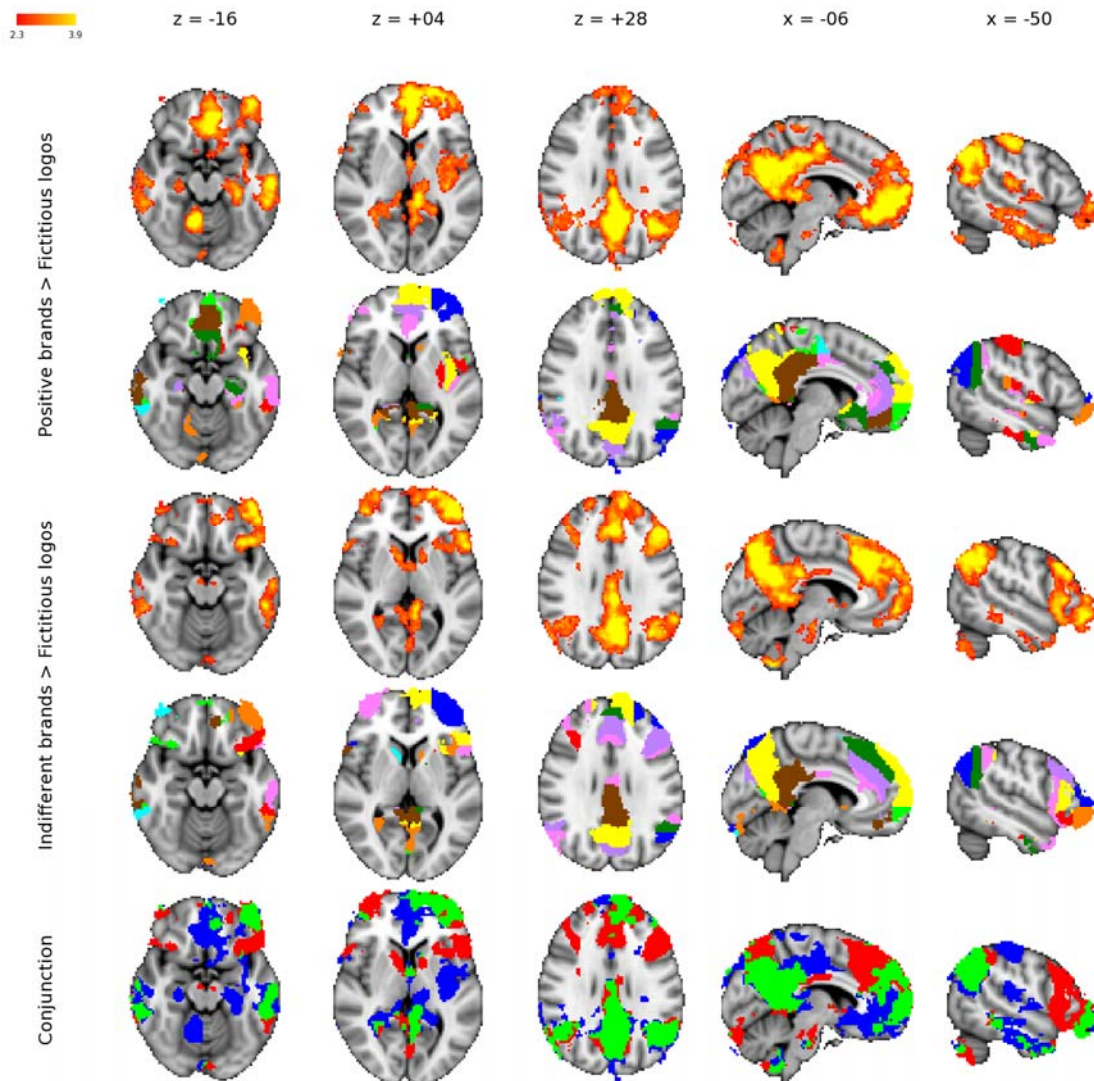 z = -16 z = +04 z = +28 x = -06 x = -50
2.3 3.9
Positive brands > Fictitious logos
Indifferent brands > Fictitious logos
Conjunction